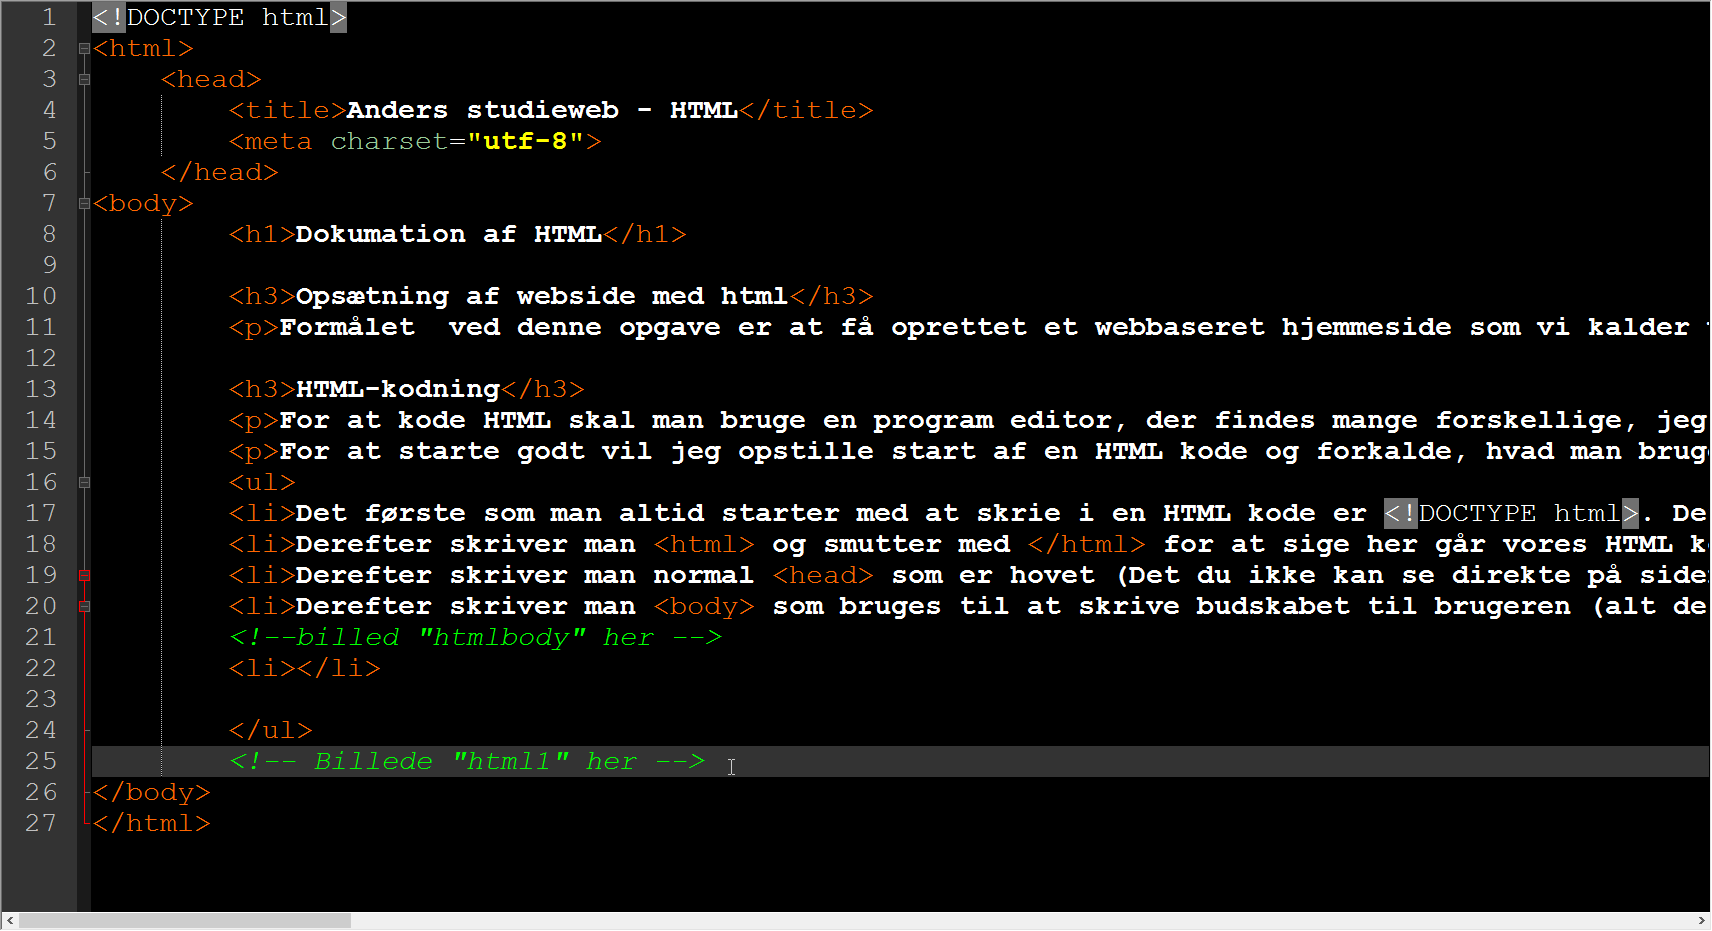 1 <!DOCTYPE html>
2 <html>
3 <head>
4 <title>Anders studieweb - HTML</title>
5 <meta charset="utf-8">
6 </head>
7 <body>
8 <h1>Dokumation af HTML</h1>
9
10 <h3>Opsætning af webside med html</h3>
11 <p>Formålet  ved denne opgave er at få oprettet et webbaseret hjemmeside som vi kalder
12
13 <h3>HTML-kodning</h3>
14 <p>For at kode HTML skal man bruge en program editor, der findes mange forskellige, jeg
15 <p>For at starte godt vil jeg opstille start af en HTML kode og forkalde, hvad man brug
16 <ul>
17 <li>Det første som man altid starter med at skrie i en HTML kode er <!DOCTYPE html>. De
18 <li>Derefter skriver man <html> og smutter med </html> for at sige her går vores HTML k
19 <li>Derefter skriver man normal <head> som er hovet (Det du ikke kan se direkte på side
20 <li>Derefter skriver man <body> som bruges til at skrive budskabet til brugeren (alt de
21 <!--billed "htmlbody" her -->
22 <li></li>
23
24 </ul>
25 <!-- Billede "html1" her -->
26 </body>
27 </html>